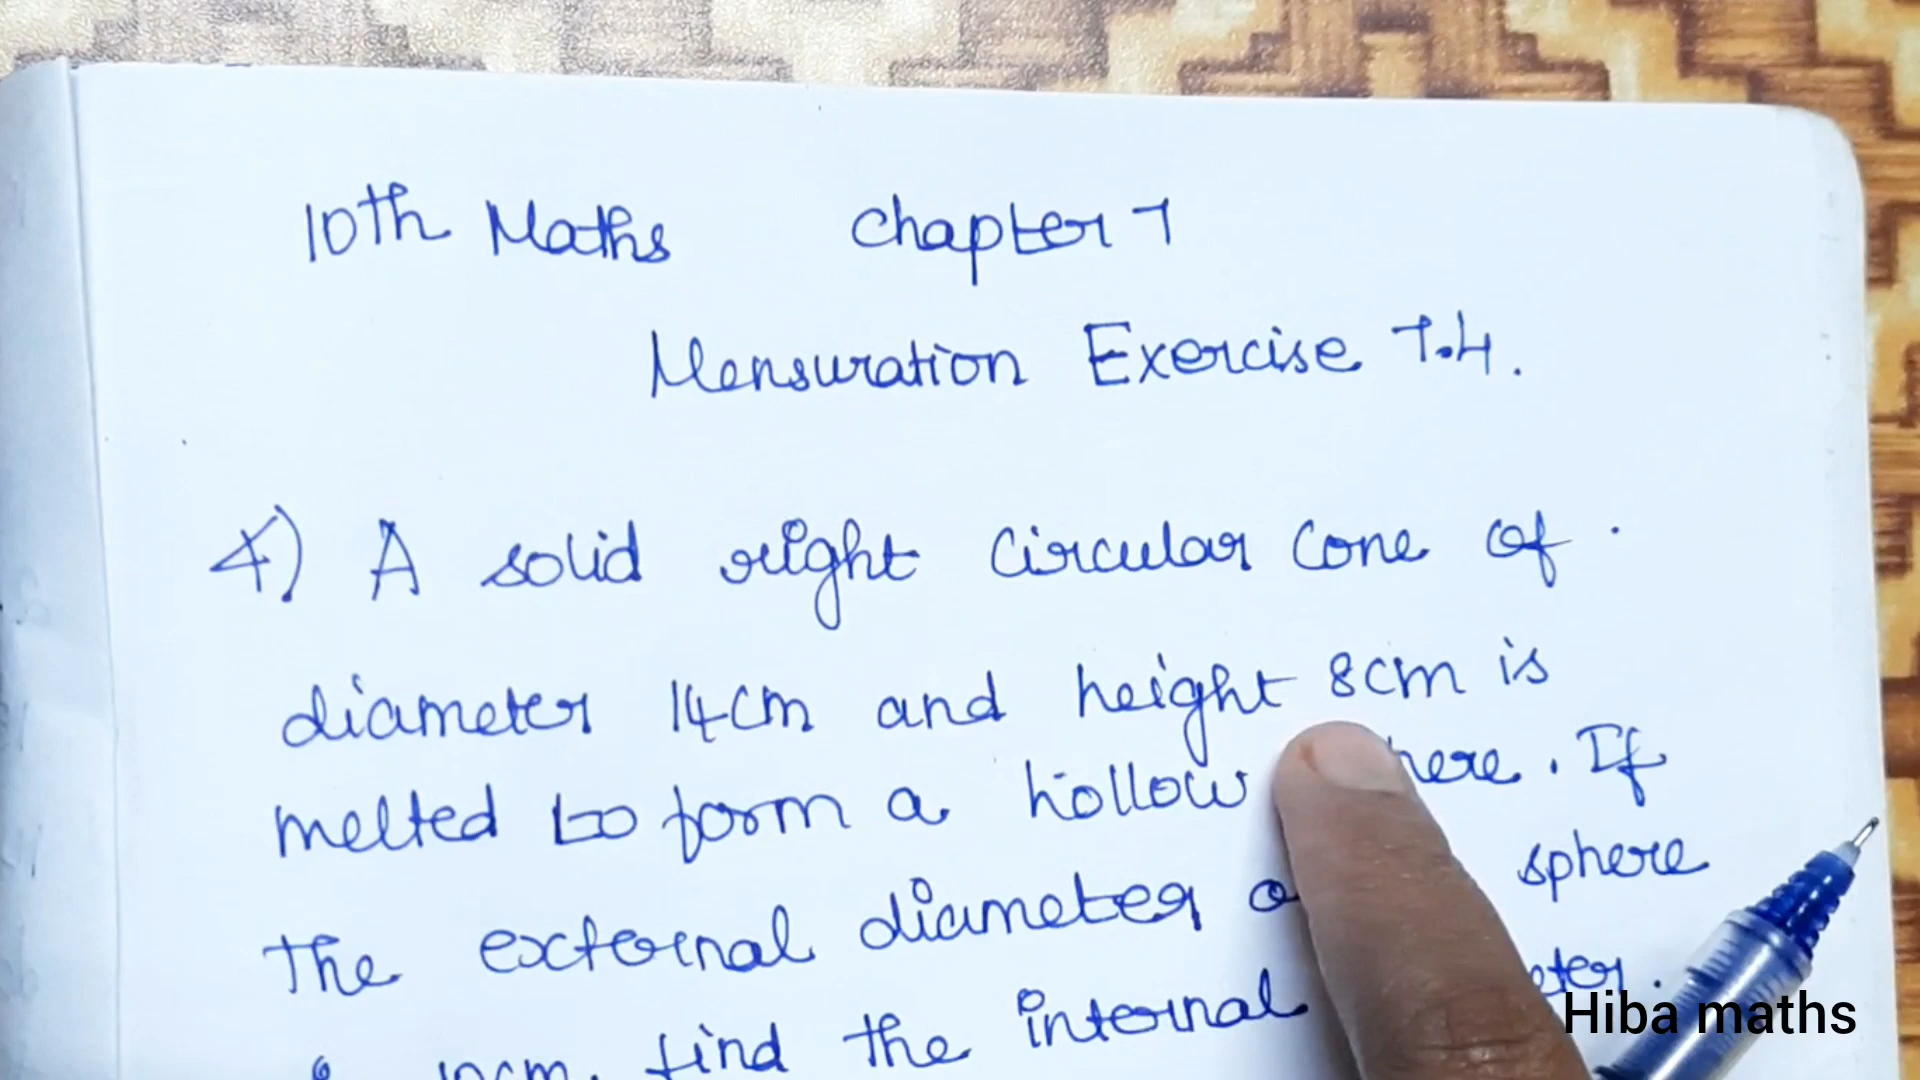 10th Maths chapter 7
Mensuration Exercise 7.4.
4) A solid right circular cone of
diameter 14cm and height 8cm is
melted to form a hollow . If
the external diameter sphere
10cm, find the internal
Hiba maths